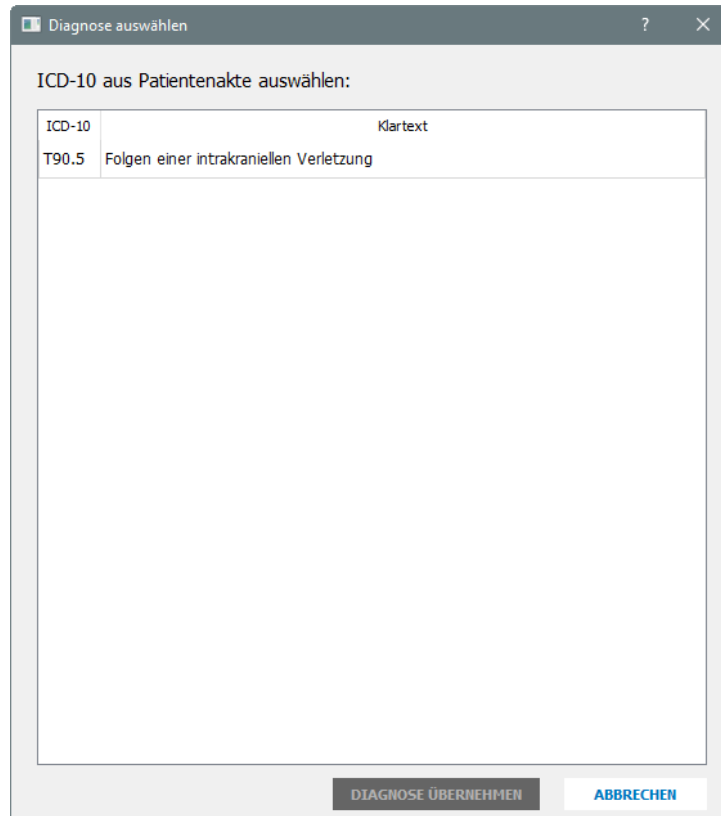 Diagnose auswählen ?
ICD-10 aus Patientenakte auswählen:
ICD-10 Klartext
T90.5 Folgen einer intrakraniellen Verletzung
DIAGNOSE ÜBERNEHMEN ABBRECHEN